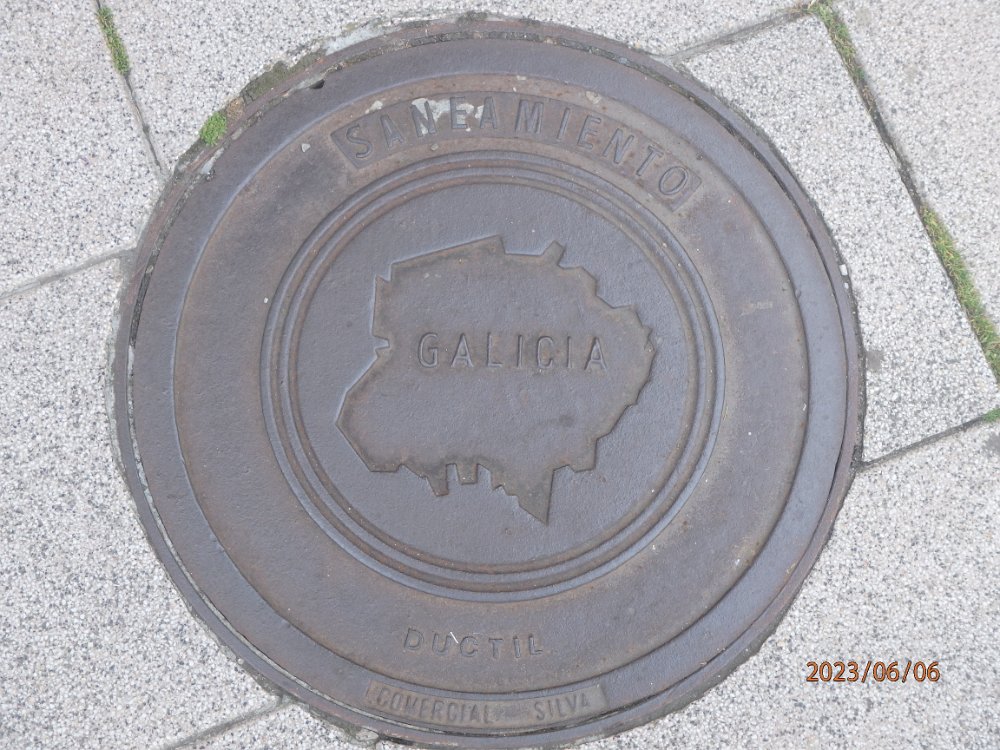 SANEAMIENTO
GALICIA
DUCTIL
COMERCIAL SILVA
2023/06/06